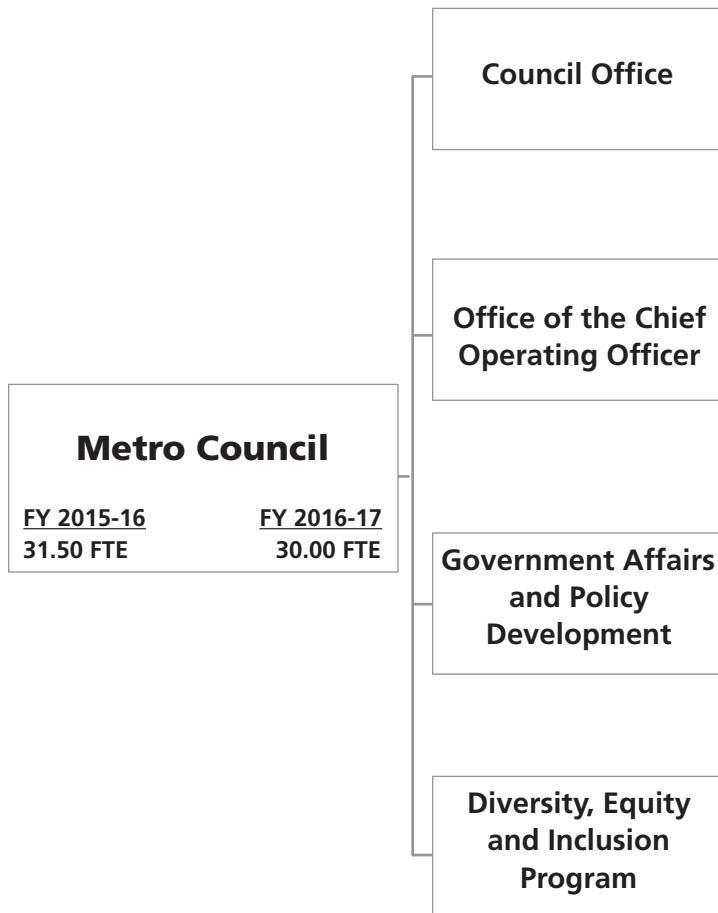 Council Office
Office of the Chief
Operating Officer
Metro Council
FY 2015-16 FY 2016-17
31.50 FTE 30.00 FTE
Government Affairs
and Policy
Development
Diversity, Equity
and Inclusion
Program